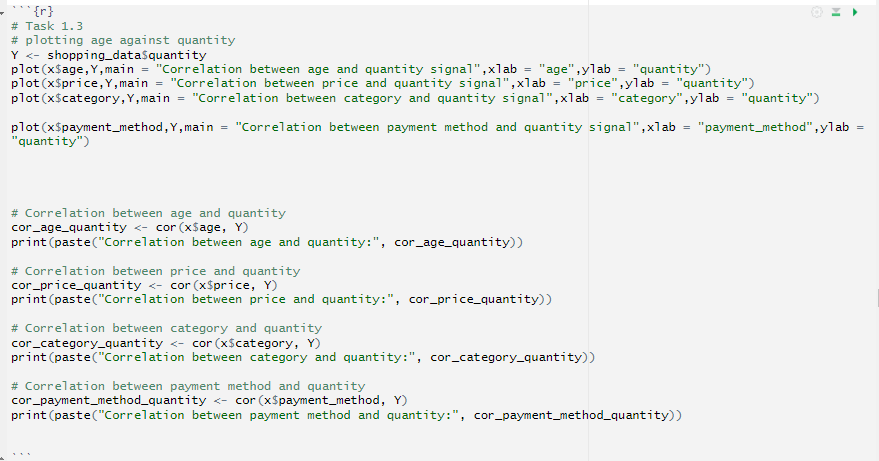 ```{r}
# Task 1.3
# plotting age against quantity
Y <- shopping_data$quantity
plot(x$age,Y,main = "Correlation between age and quantity signal",xlab = "age",ylab = "quantity")
plot(x$price,Y,main = "Correlation between price and quantity signal",xlab = "price",ylab = "quantity")
plot(x$category,Y,main = "Correlation between category and quantity signal",xlab = "category",ylab = "quantity")
plot(x$payment_method,Y,main = "Correlation between payment method and quantity signal",xlab = "payment_method",ylab =
"quantity")
# Correlation between age and quantity
cor_age_quantity <- cor(x$age, Y)
print(paste("Correlation between age and quantity:", cor_age_quantity))
# Correlation between price and quantity
cor_price_quantity <- cor(x$price, Y)
print(paste("Correlation between price and quantity:", cor_price_quantity))
# Correlation between category and quantity
cor_category_quantity <- cor(x$category, Y)
print(paste("Correlation between category and quantity:", cor_category_quantity))
# Correlation between payment method and quantity
cor_payment_method_quantity <- cor(x$payment_method, Y)
print(paste("Correlation between payment method and quantity:", cor_payment_method_quantity))
```